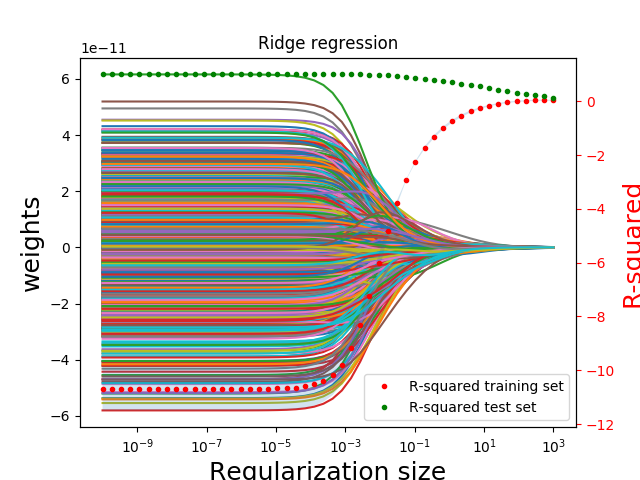 Ridge regression
1e−11
6
4
2
0
−2
−4
−6
weights
0
−2
−4
−6
−8
−10
−12
R-squared
R-squared training set
R-squared test set
10⁻⁹ 10⁻⁷ 10⁻⁵ 10⁻³ 10⁻¹ 10¹ 10³
Regularization size